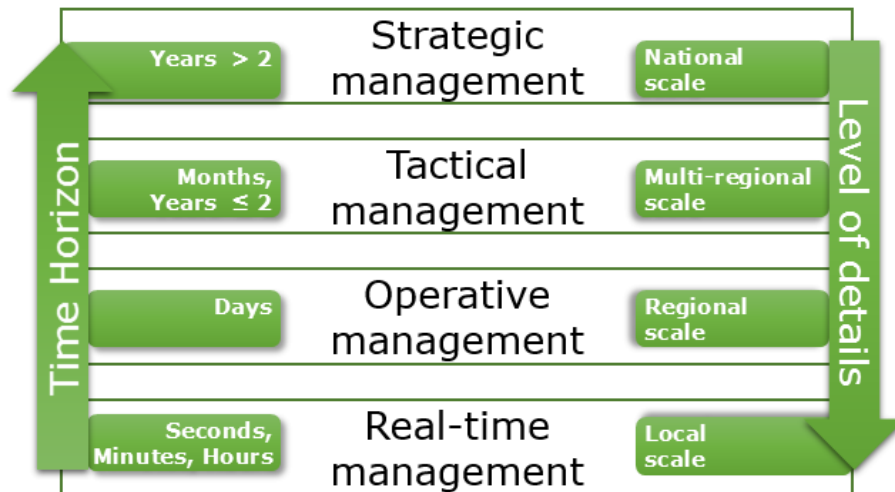 Time Horizon
Years > 2
Strategic
management
National
scale
Months,
Years ≤ 2
Tactical
management
Multi-regional
scale
Days
Operative
management
Regional
scale
Seconds,
Minutes, Hours
Real-time
management
Local
scale
Level of details